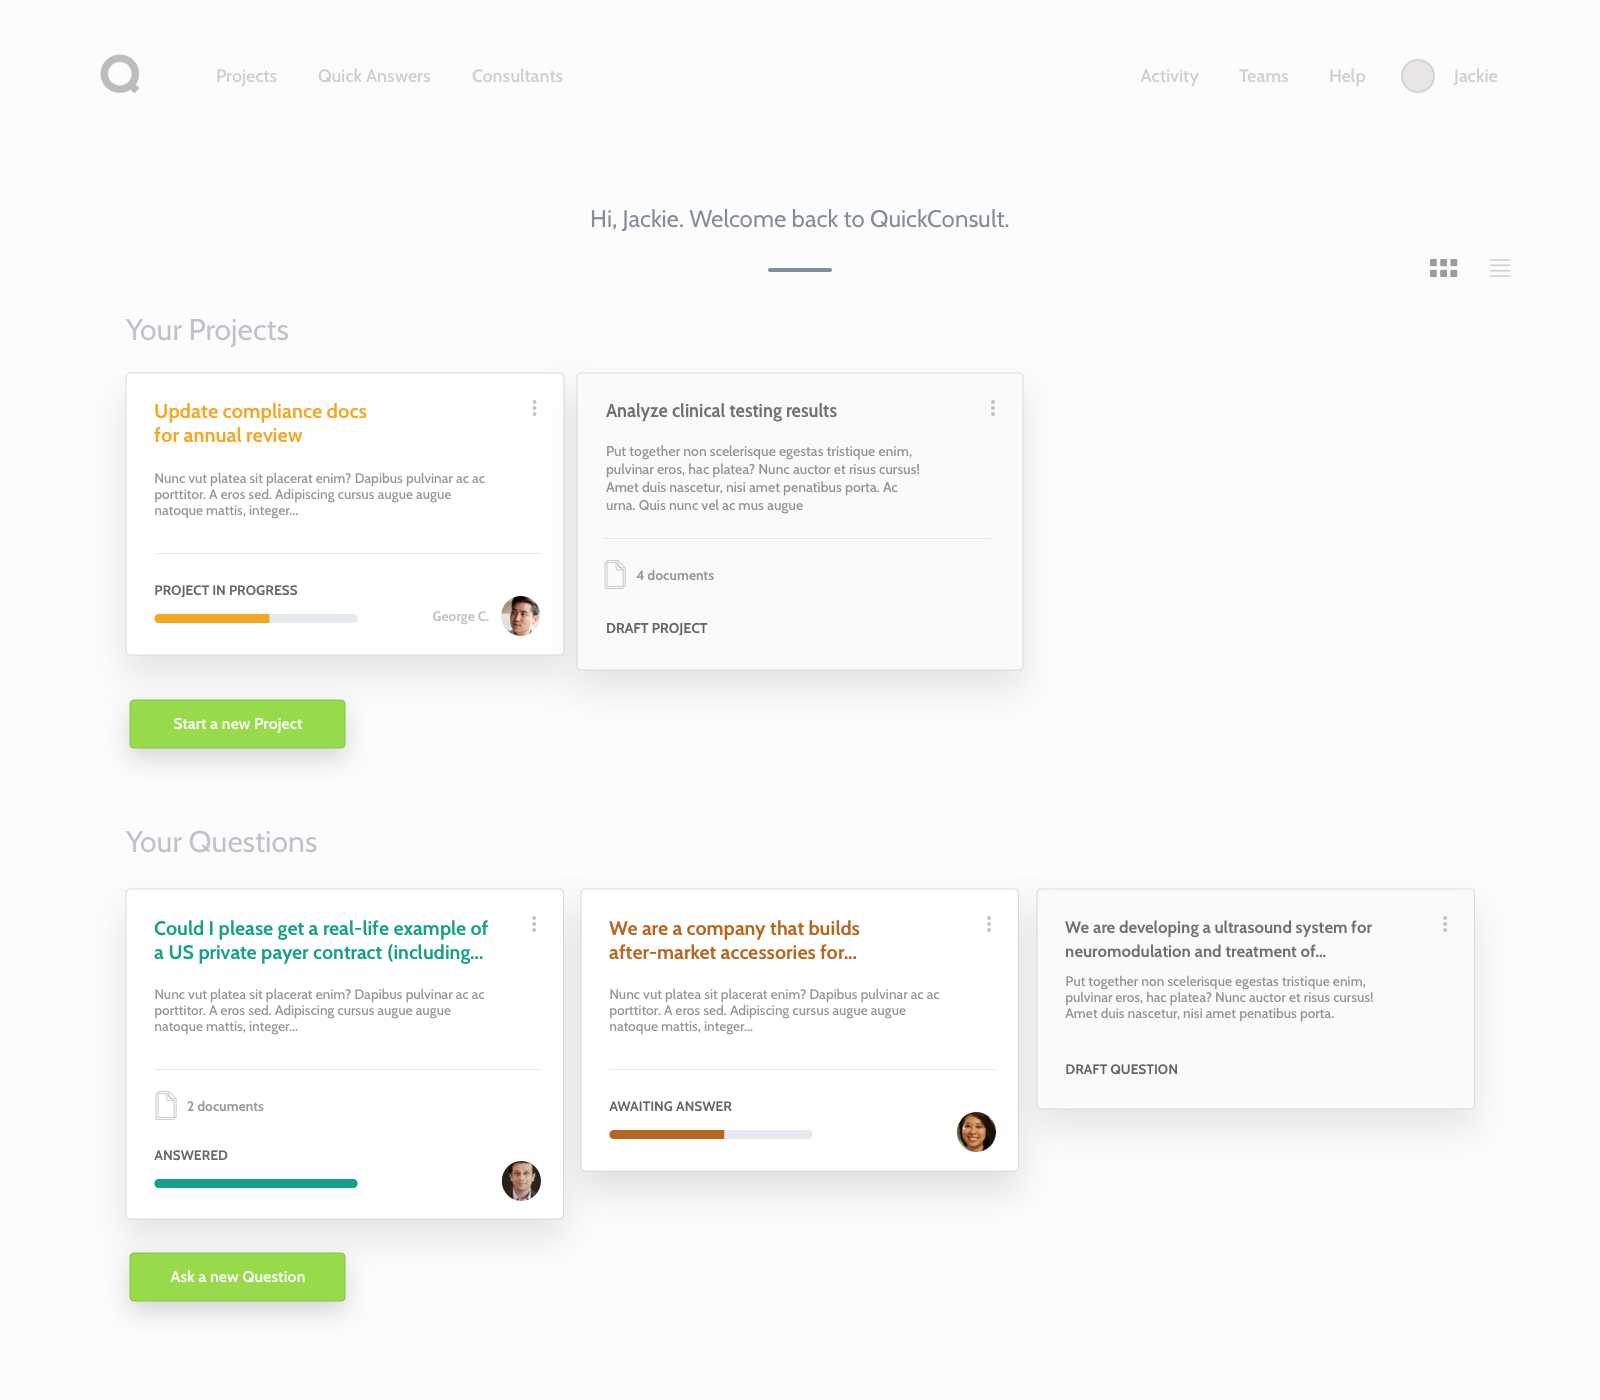 Projects Quick Answers Consultants Activity Teams Help Jackie
Hi, Jackie. Welcome back to QuickConsult.
Your Projects
Update compliance docs
for annual review
Nunc vut platea sit placerat enim? Dapibus pulvinar ac ac
porttitor. A eros sed. Adipiscing cursus augue augue
natoque mattis, integer...
PROJECT IN PROGRESS
George C.
Analyze clinical testing results
Put together non scelerisque egestas tristique enim,
pulvinar eros, hac platea? Nunc auctor et risus cursus!
Amet duis nascetur, nisi amet penatibus porta. Ac
urna. Quis nunc vel ac mus augue
4 documents
DRAFT PROJECT
Start a new Project
Your Questions
Could I please get a real-life example of
a US private payer contract (including...
Nunc vut platea sit placerat enim? Dapibus pulvinar ac ac
porttitor. A eros sed. Adipiscing cursus augue augue
natoque mattis, integer...
2 documents
ANSWERED
We are a company that builds
after-market accessories for...
Nunc vut platea sit placerat enim? Dapibus pulvinar ac ac
porttitor. A eros sed. Adipiscing cursus augue augue
natoque mattis, integer...
AWAITING ANSWER
We are developing a ultrasound system for
neuromodulation and treatment of...
Put together non scelerisque egestas tristique enim,
pulvinar eros, hac platea? Nunc auctor et risus cursus!
Amet duis nascetur, nisi amet penatibus porta.
DRAFT QUESTION
Ask a new Question